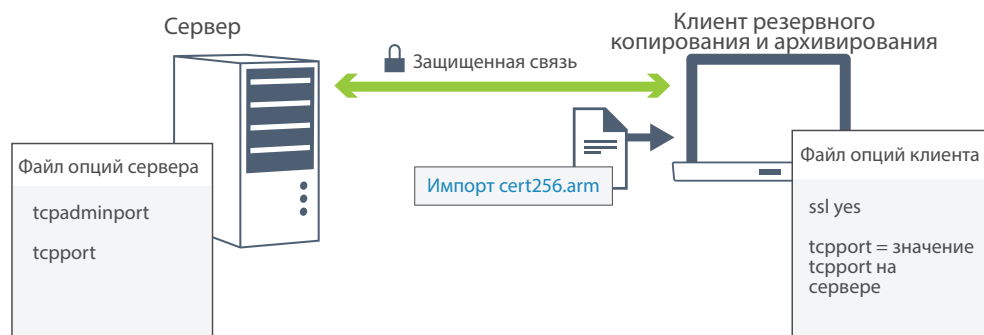 Сервер
Клиент резервного
копирования и архивирования
Защищенная связь
Файл опций сервера
tcpadminport
tcpport
Импорт cert256.arm
Файл опций клиента
ssl yes
tcpport = значение
tcpport на
сервере